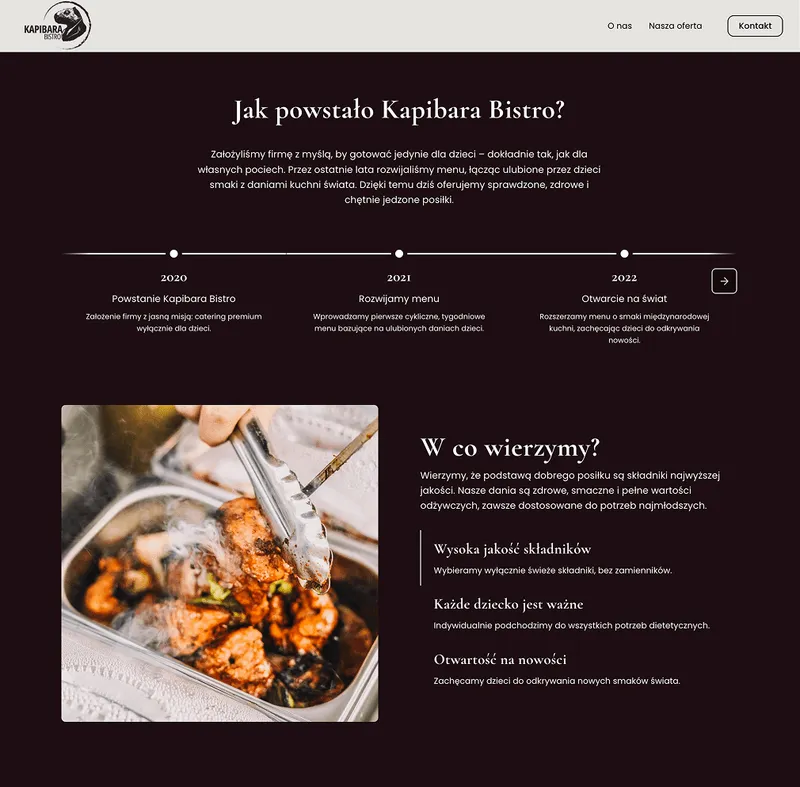 KAPIBARA
BISTRO
O nas
Nasza oferta
Kontakt
Jak powstało Kapibara Bistro?
Założyliśmy firmę z myślą, by gotować jedynie dla dzieci – dokładnie tak, jak dla
własnych pociech. Przez ostatnie lata rozwijaliśmy menu, łącząc ulubione przez dzieci
smaki z daniami kuchni świata. Dzięki temu dziś oferujemy sprawdzone, zdrowe i
chętnie jedzone posiłki.
2020
Powstanie Kapibara Bistro
Założenie firmy z jasną misją: catering premium
wyłącznie dla dzieci.
2021
Rozwijamy menu
Wprowadzamy pierwsze cykliczne, tygodniowe
menu bazujące na ulubionych daniach dzieci.
2022
Otwarcie na świat
Rozszerzamy menu o smaki międzynarodowej
kuchni, zachęcając dzieci do odkrywania
nowości.
W co wierzymy?
Wierzymy, że podstawą dobrego posiłku są składniki najwyższej
jakości. Nasze dania są zdrowe, smaczne i pełne wartości
odżywczych, zawsze dostosowane do potrzeb najmłodszych.
Wysoka jakość składników
Wybieramy wyłącznie świeże składniki, bez zamienników.
Każde dziecko jest ważne
Indywidualnie podchodzimy do wszystkich potrzeb dietetycznych.
Otwartość na nowości
Zachęcamy dzieci do odkrywania nowych smaków świata.